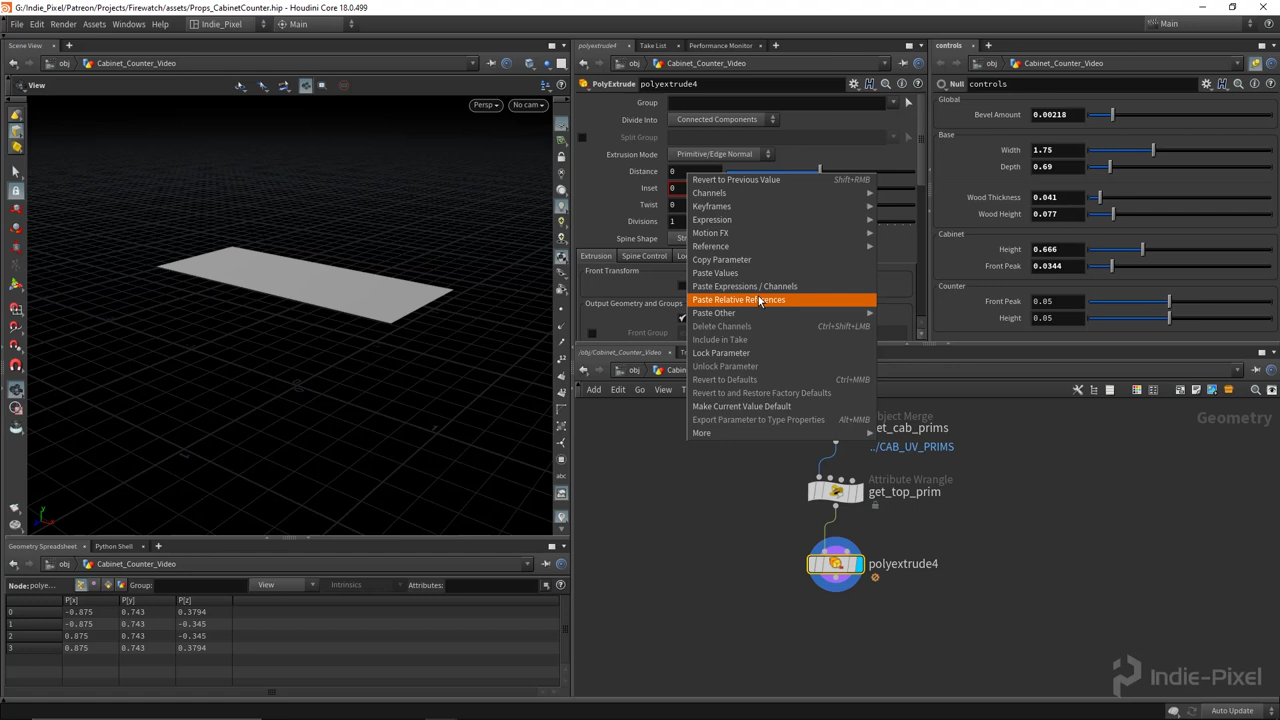 G:/Indie_Pixel/Patreon/Projects/Firewatch/assets/Props_CabinetCounter.hip - Houdini Core 18.0.499
File Edit Render Assets Windows Help Indie_Pixel Main Main
Scene View
obj Cabinet_Counter_Video
View
Persp No cam
polyextrude4 Take List Performance Monitor
obj Cabinet_Counter_Video
PolyExtrude polyextrude4
Group
Divide Into Connected Components
Split Group
Extrusion Mode Primitive/Edge Normal
Distance 0
Inset 0
Twist 0
Divisions 1
Spine Shape
Extrusion Spine Control
Front Transform
Output Geometry and Groups
Front Group
Revert to Previous Value Shift+RMB
Channels
Keyframes
Expression
Motion FX
Reference
Copy Parameter
Paste Values
Paste Expressions / Channels
Paste Relative References
Paste Other
Delete Channels Ctrl+Shift+LMB
Include in Take
Lock Parameter
Unlock Parameter
Revert to Defaults Ctrl+MMB
Revert to and Restore Factory Defaults
Make Current Value Default
Export Parameter to Type Properties Alt+MMB
More
controls
obj Cabinet_Counter_Video
Null controls
Global
Bevel Amount 0.00218
Base
Width 1.75
Depth 0.69
Wood Thickness 0.041
Wood Height 0.077
Cabinet
Height 0.666
Front Peak 0.0344
Counter
Front Peak 0.05
Height 0.05
/obj/Cabinet_Counter_Video
obj
Add Edit Go View
Geometry
../CAB_UV_PRIMS
Attribute Wrangle
get_top_prim
polyextrude4
abc
12
Geometry Spreadsheet Python Shell
obj Cabinet_Counter_Video
Node: polye... Group: View Intrinsics Attributes:
P[x] P[y] P[z]
0 -0.875 0.743 0.3794
1 -0.875 0.743 -0.345
2 0.875 0.743 -0.345
3 0.875 0.743 0.3794
Indie-Pixel
Auto Update